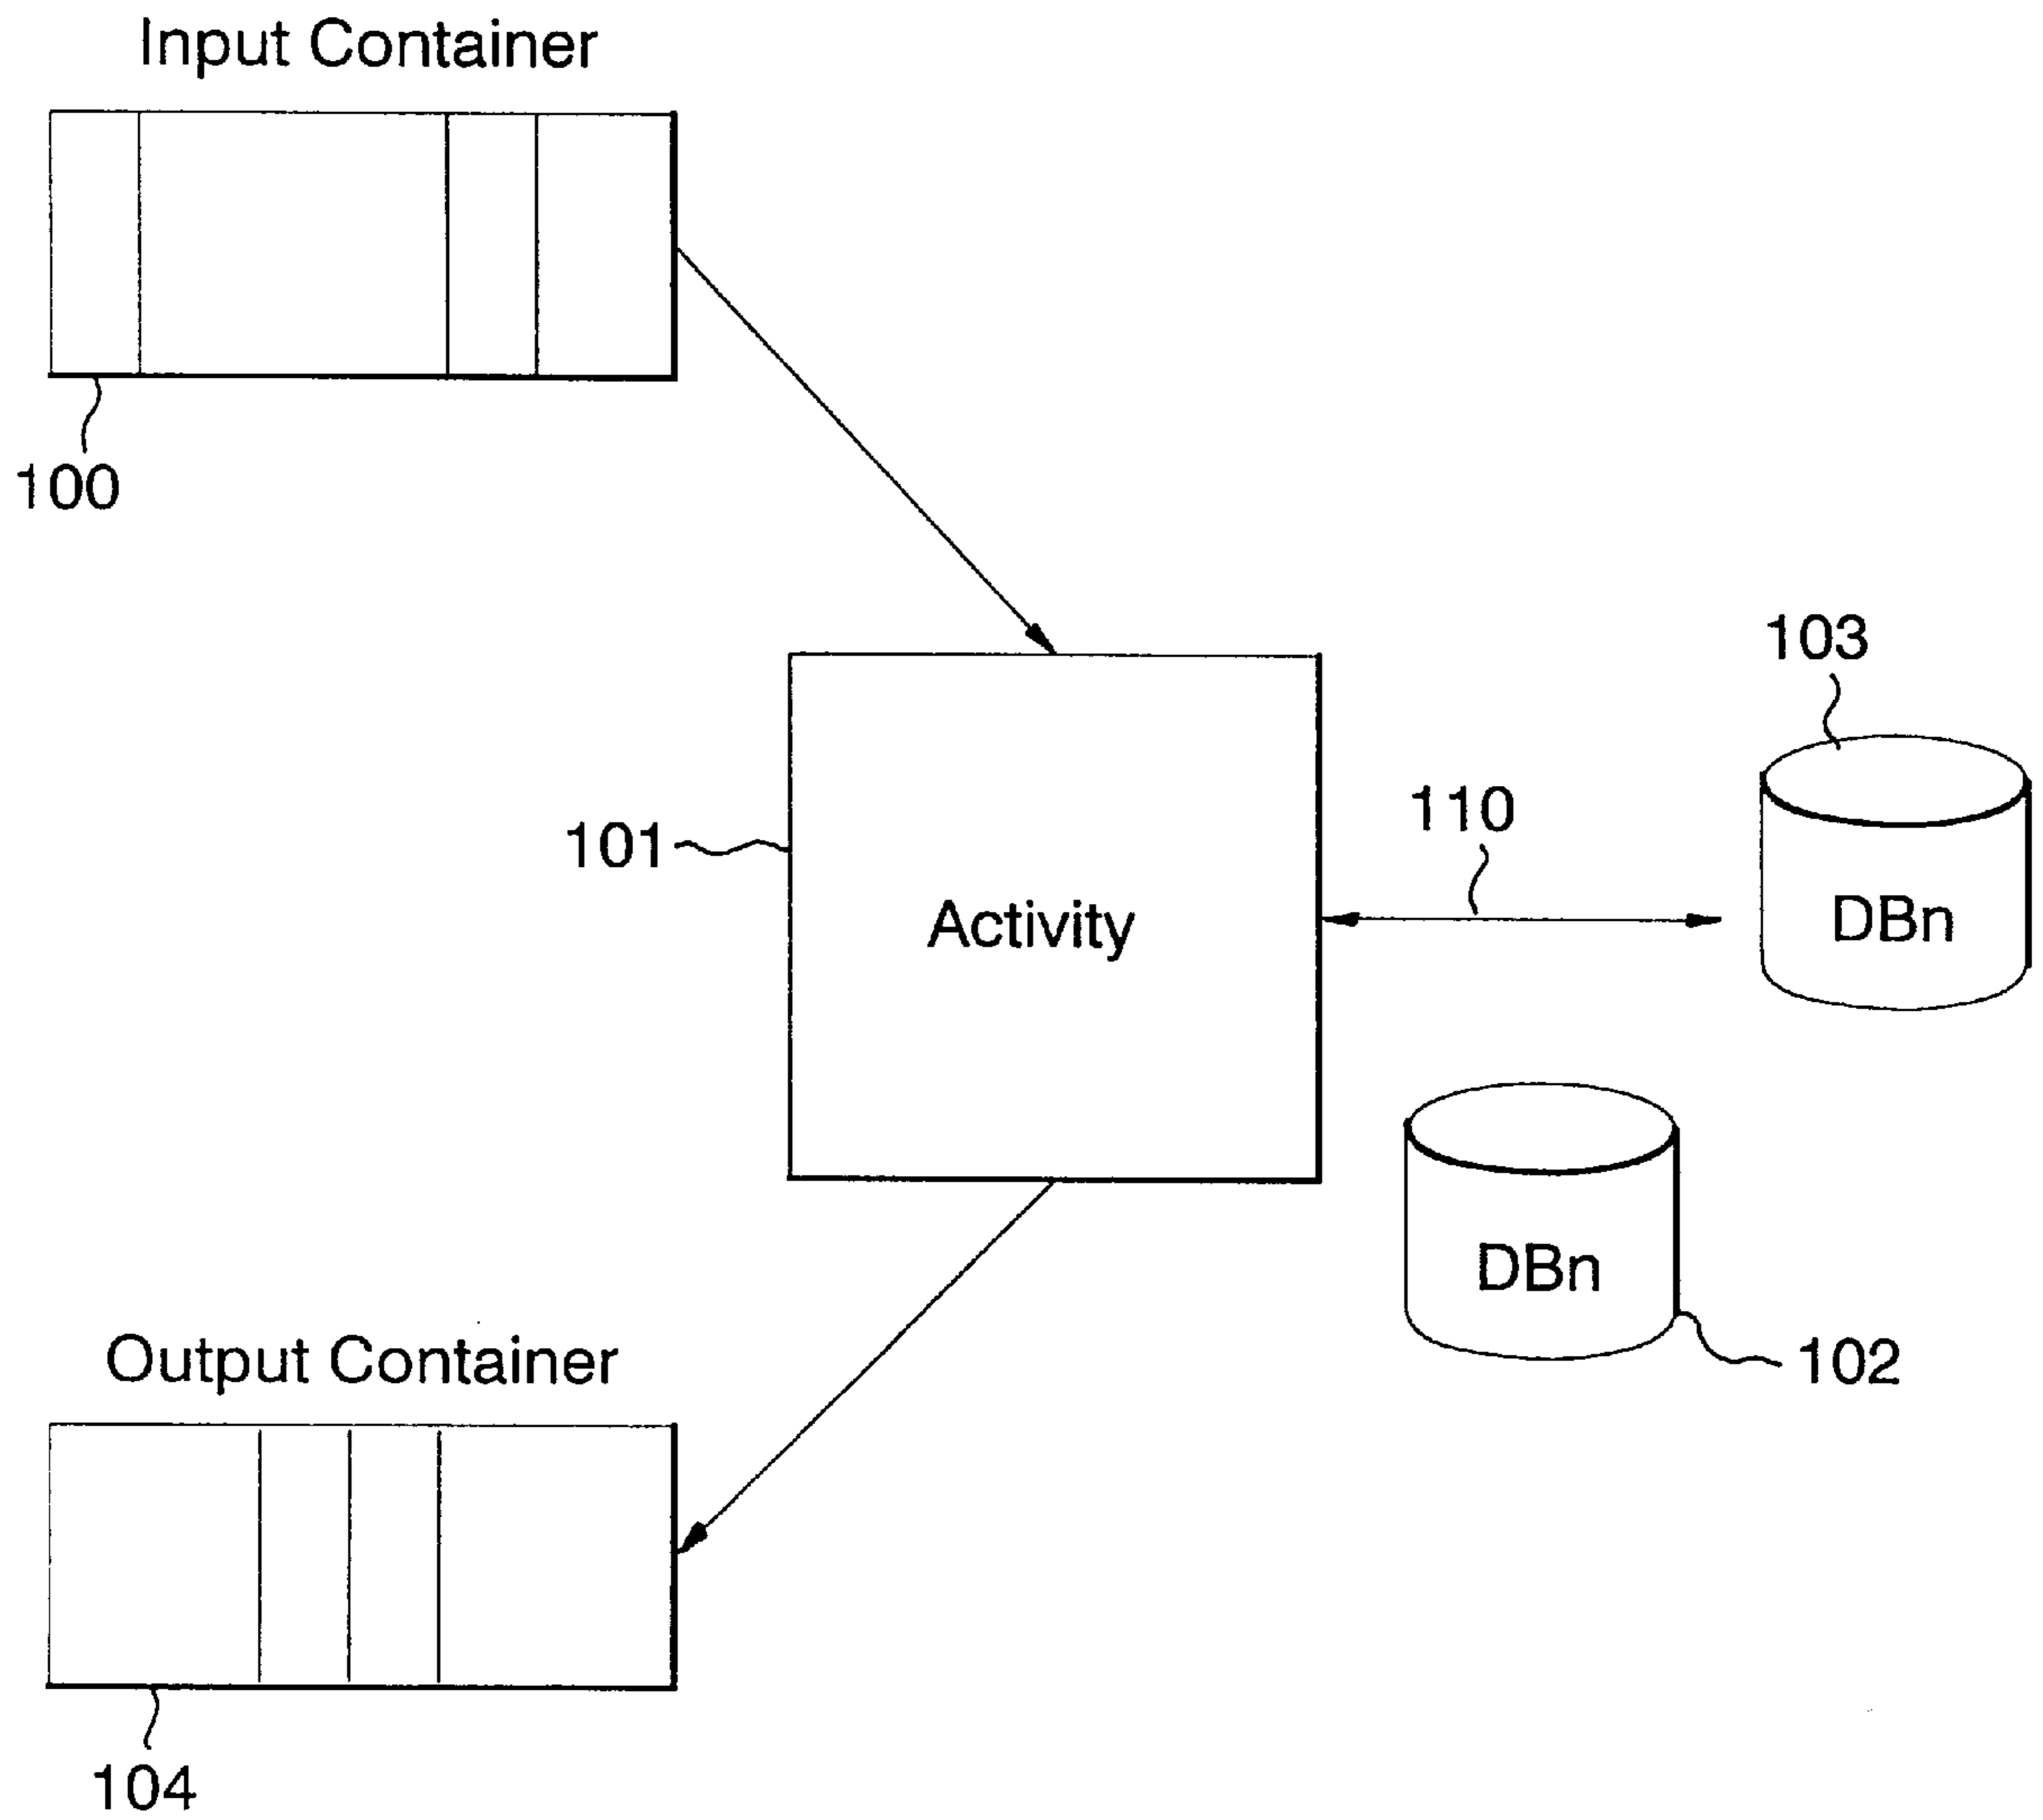 Input Container
100
103
110
101
Activity
DBn
DBn
Output Container
102
104